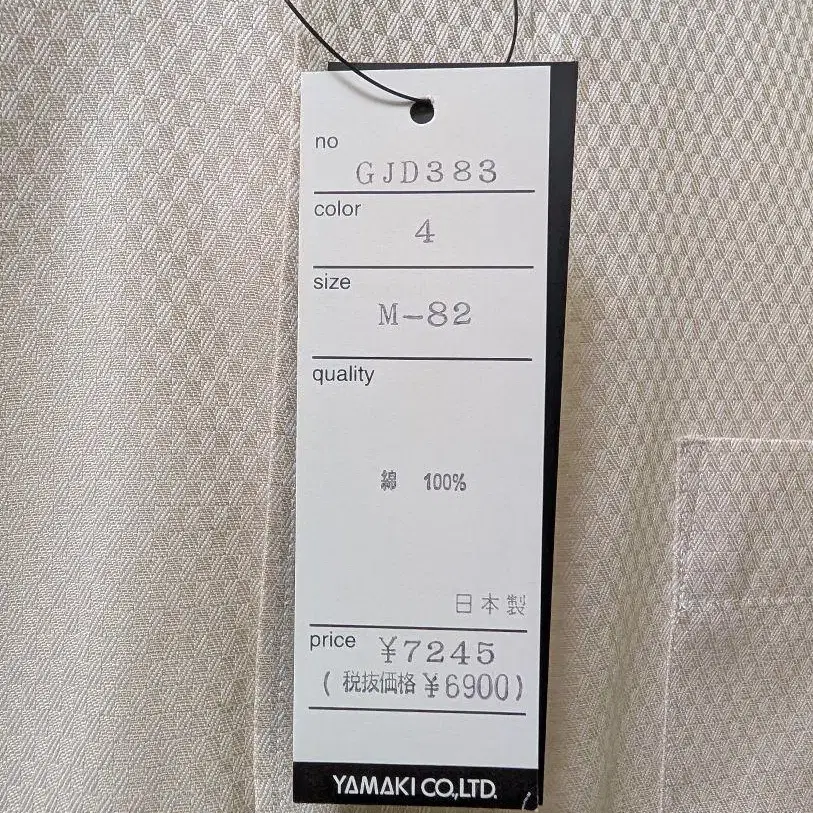 no
GJD383
color
4
size
M-82
quality
綿 100%
日本製
price ¥7245
(税抜価格¥6900)
YAMAKI CO.,LTD.